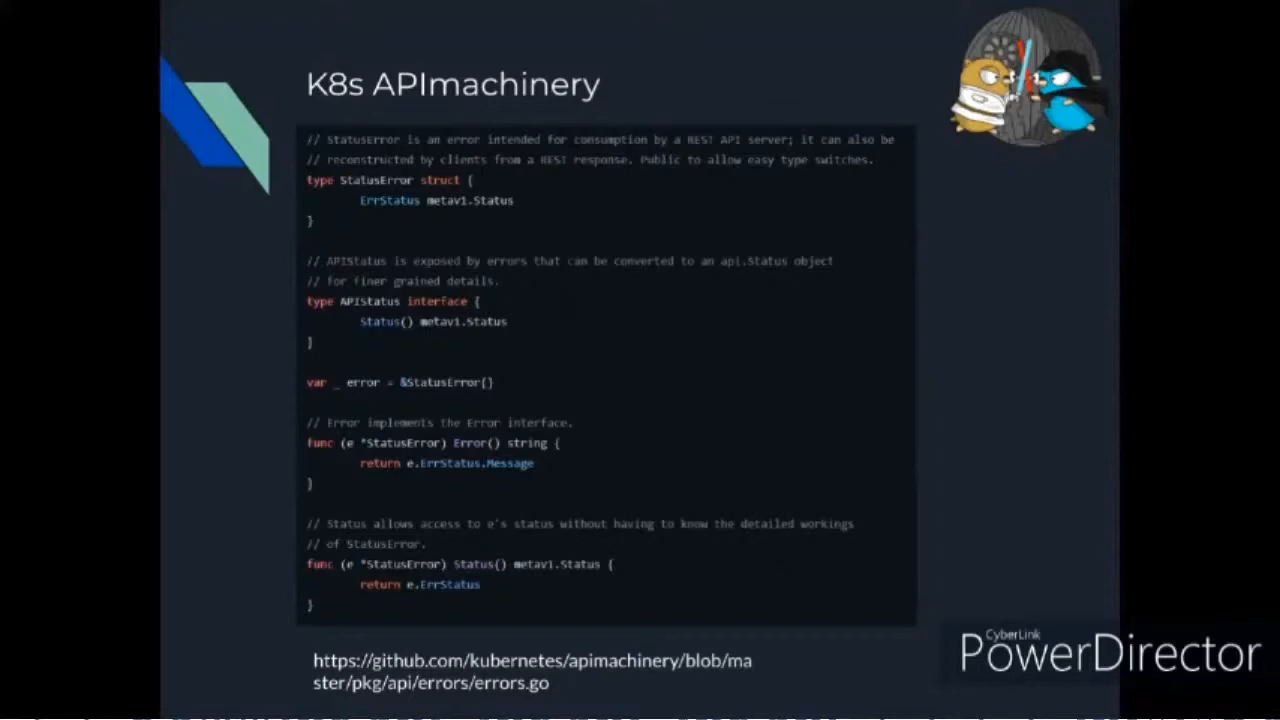 K8s APImachinery
// StatusError is an error intended for consumption by a REST API server; it can also be
// reconstructed by clients from a REST response. Public to allow easy type switches.
type StatusError struct {
ErrStatus metav1.Status
}
// APIStatus is exposed by errors that can be converted to an api.Status object
// for finer grained details.
type APIStatus interface {
Status() metav1.Status
}
var _ error = &StatusError{}
// Error implements the Error interface.
func (e *StatusError) Error() string {
return e.ErrStatus.Message
}
// Status allows access to e's status without having to know the detailed workings
// of StatusError.
func (e *StatusError) Status() metav1.Status {
return e.ErrStatus
}
https://github.com/kubernetes/apimachinery/blob/ma
ster/pkg/api/errors/errors.go
CyberLink
PowerDirector